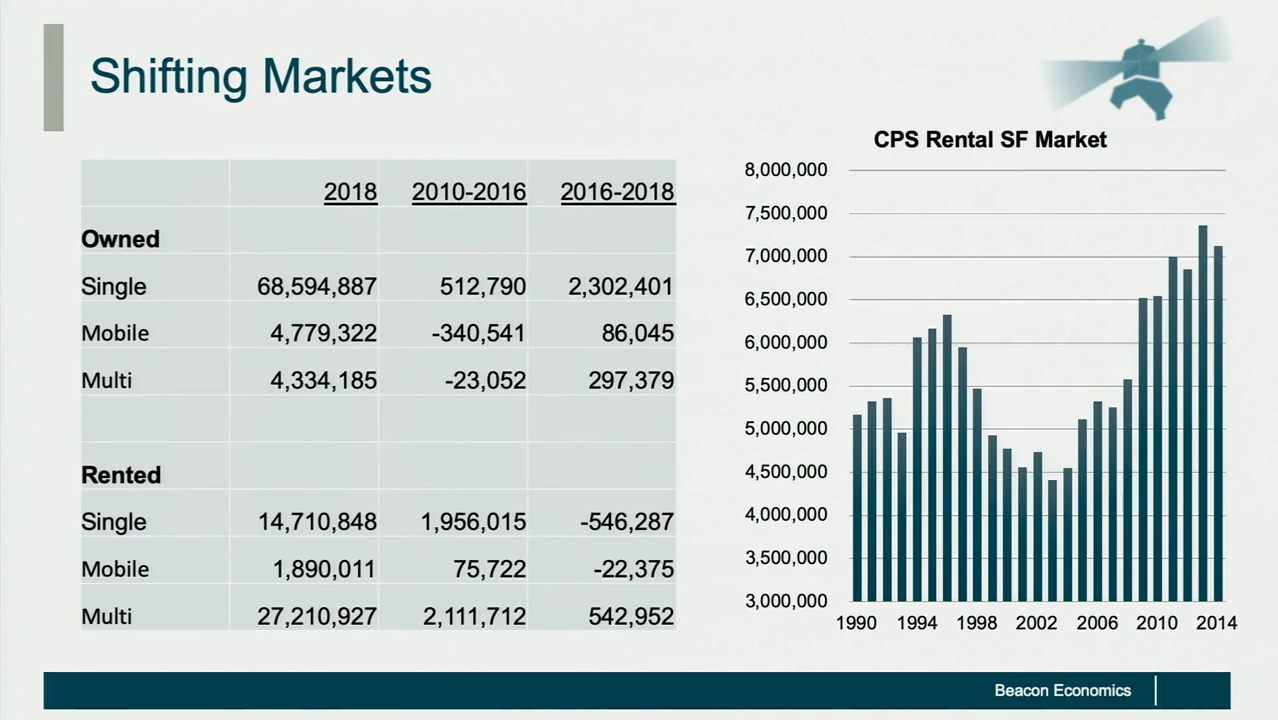 Shifting Markets
2018 2010-2016 2016-2018
Owned
Single 68,594,887 512,790 2,302,401
Mobile 4,779,322 -340,541 86,045
Multi 4,334,185 -23,052 297,379
Rented
Single 14,710,848 1,956,015 -546,287
Mobile 1,890,011 75,722 -22,375
Multi 27,210,927 2,111,712 542,952
CPS Rental SF Market
8,000,000
7,500,000
7,000,000
6,500,000
6,000,000
5,500,000
5,000,000
4,500,000
4,000,000
3,500,000
3,000,000
1990 1994 1998 2002 2006 2010 2014
Beacon Economics